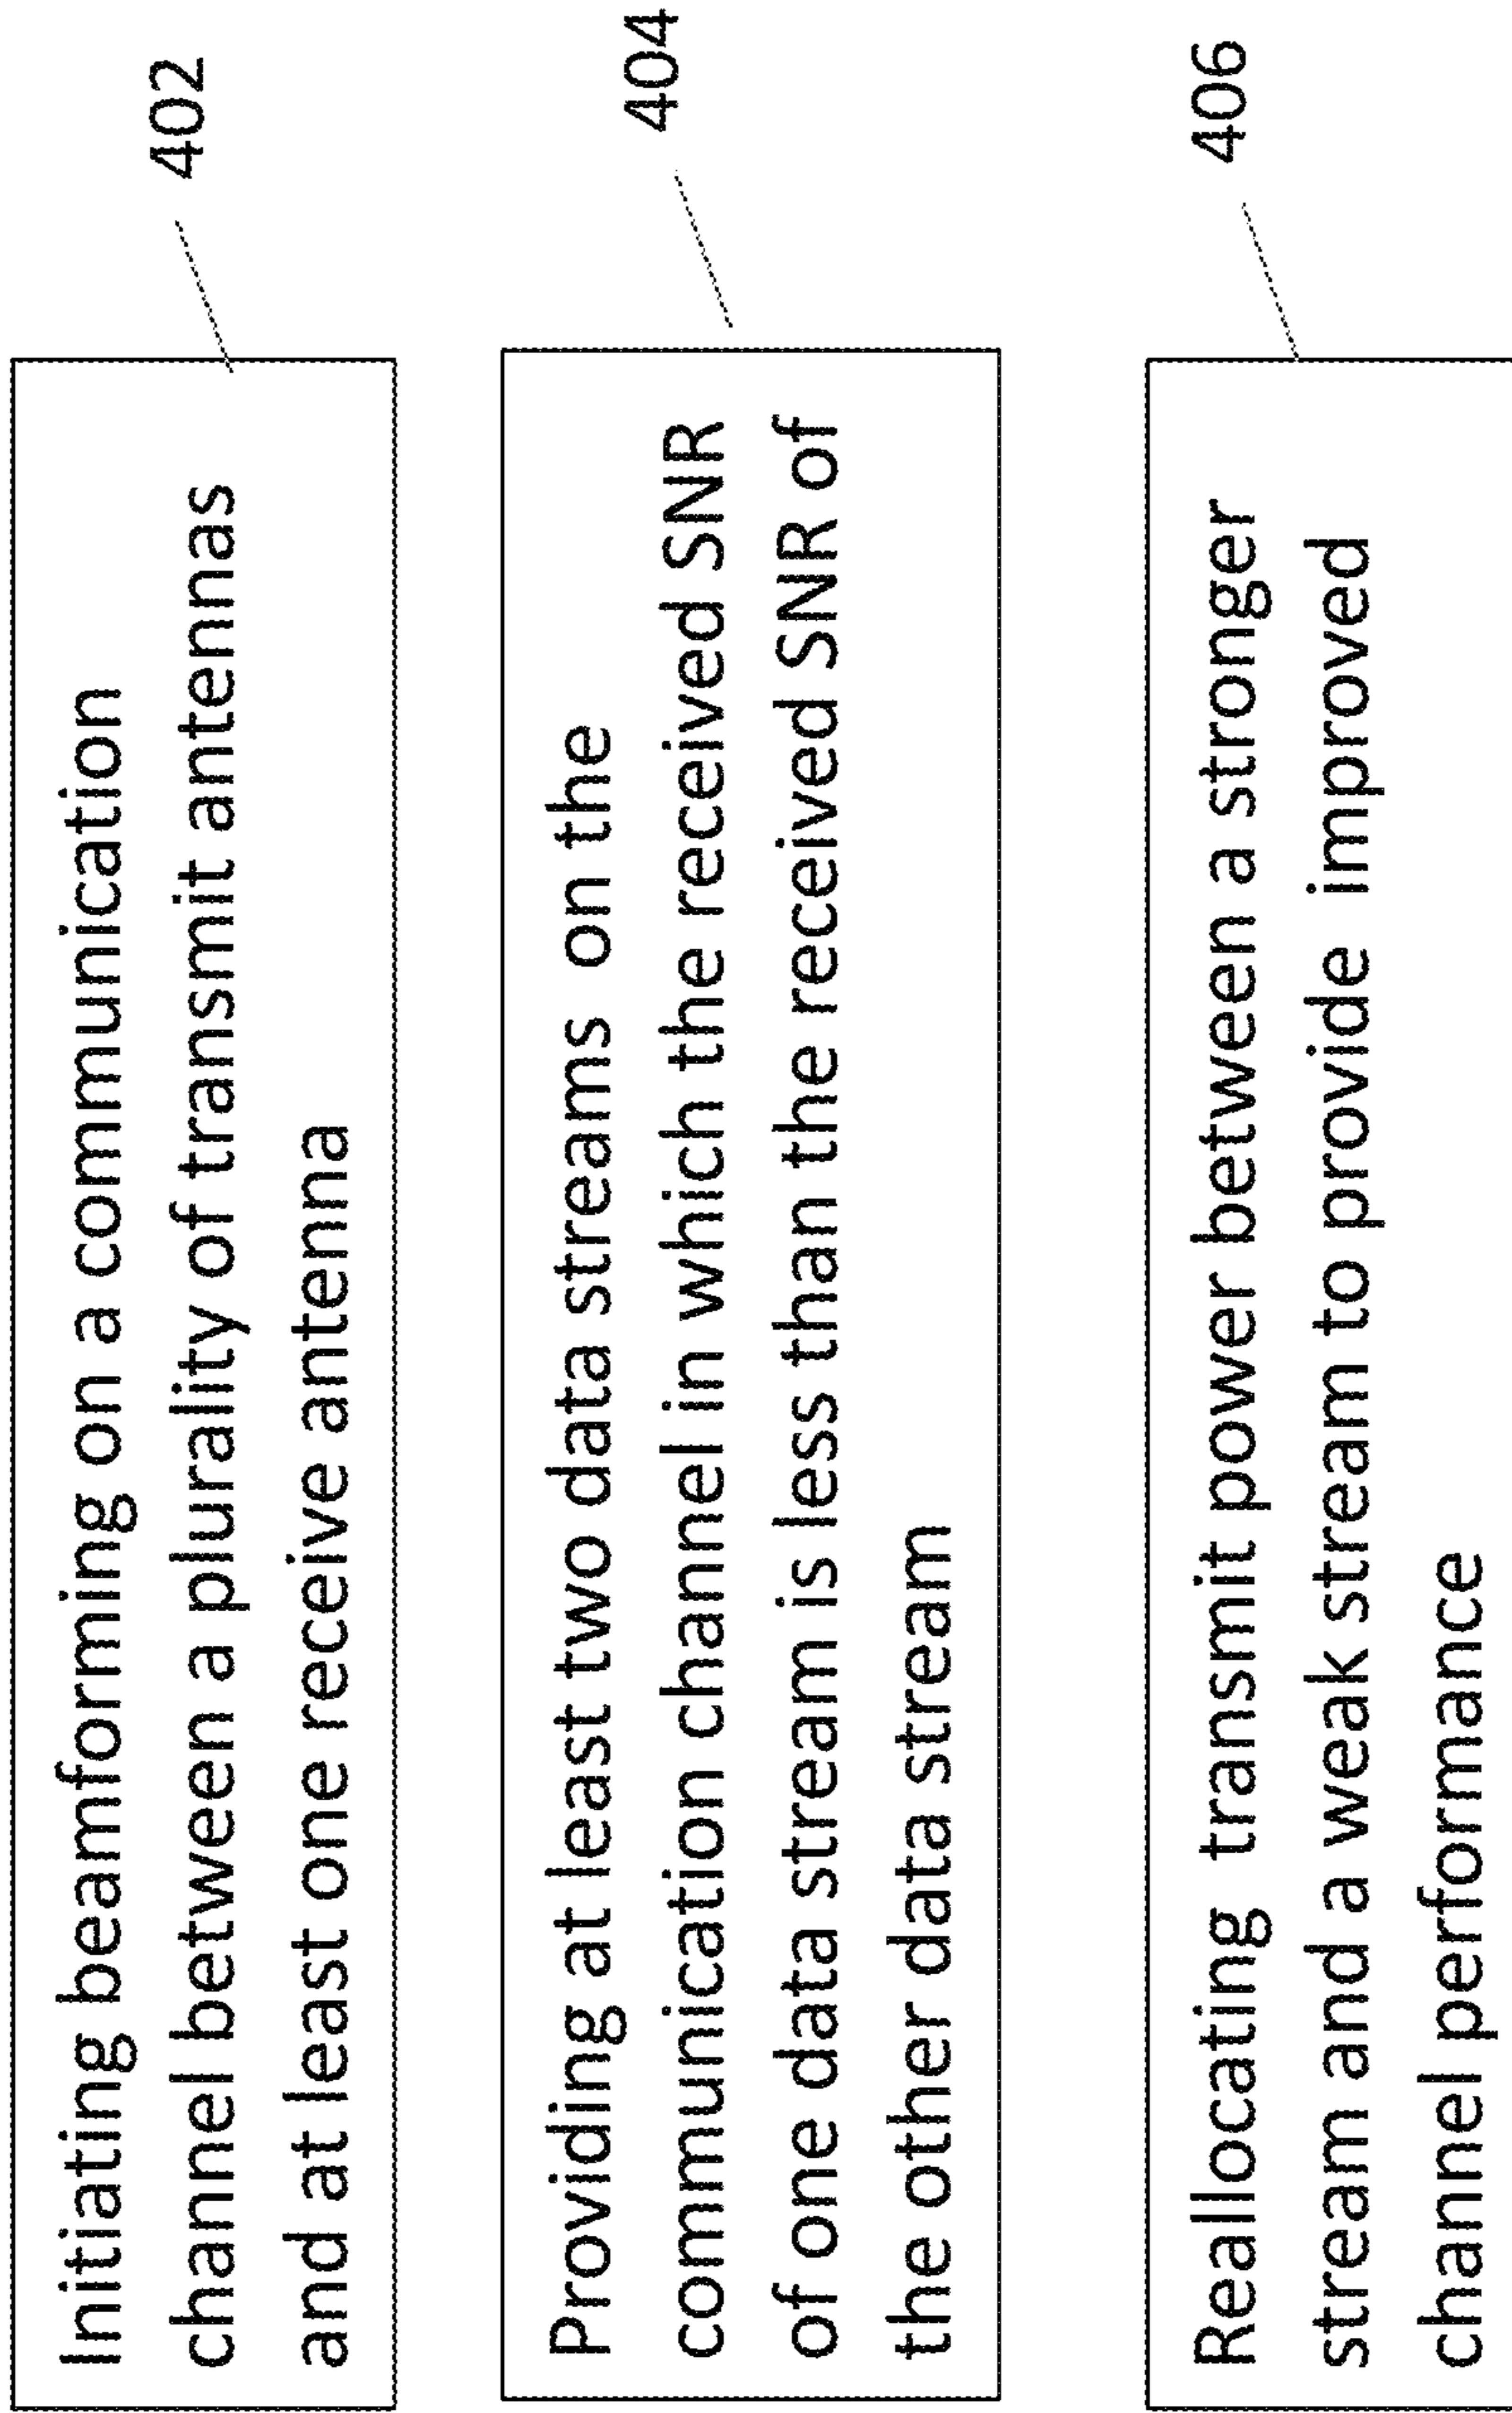 Initiating beamforming on a communication
channel between a plurality of transmit antennas
and at least one receive antenna
402
Providing at least two data streams on the
communication channel in which the received SNR
of one data stream is less than the received SNR of
the other data stream
404
Reallocating transmit power between a stronger
stream and a weak stream to provide improved
channel performance
406